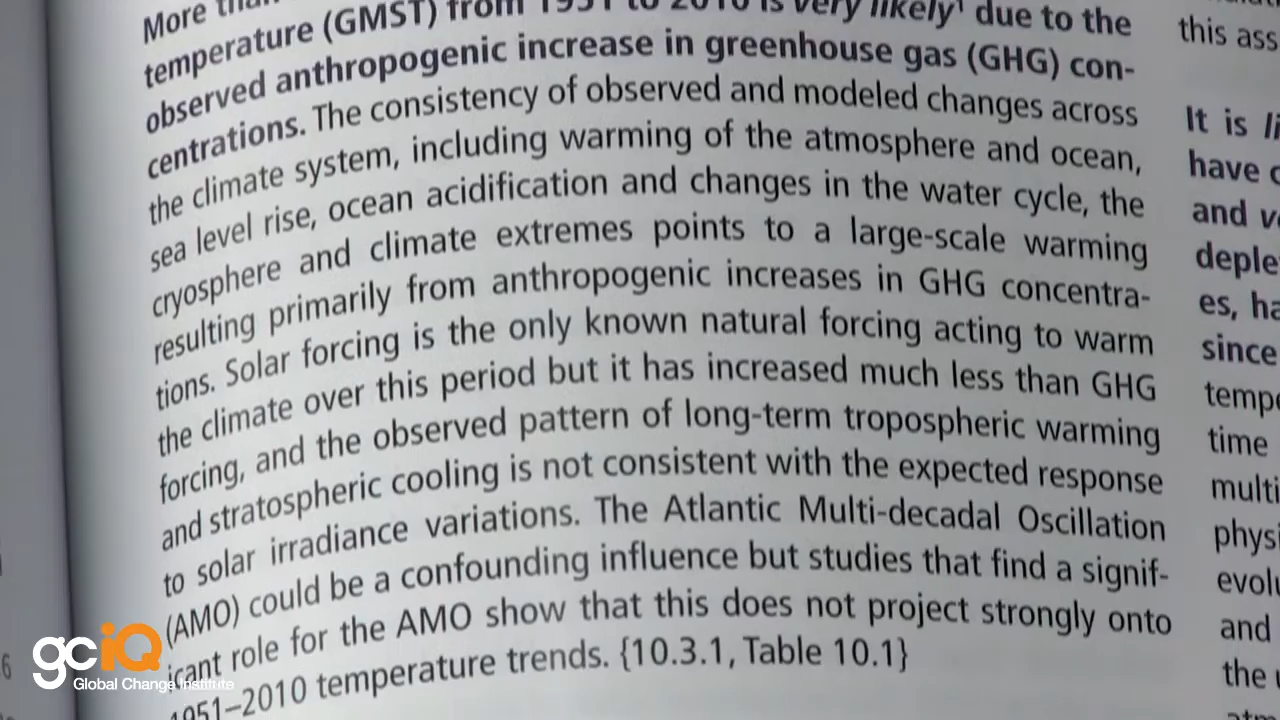 More than
temperature (GMST) from 1951 to 2010 is very likely¹ due to the
observed anthropogenic increase in greenhouse gas (GHG) con-
centrations. The consistency of observed and modeled changes across
the climate system, including warming of the atmosphere and ocean,
sea level rise, ocean acidification and changes in the water cycle, the
cryosphere and climate extremes points to a large-scale warming
resulting primarily from anthropogenic increases in GHG concentra-
tions. Solar forcing is the only known natural forcing acting to warm
the climate over this period but it has increased much less than GHG
forcing, and the observed pattern of long-term tropospheric warming
and stratospheric cooling is not consistent with the expected response
to solar irradiance variations. The Atlantic Multi-decadal Oscillation
(AMO) could be a confounding influence but studies that find a signif-
icant role for the AMO show that this does not project strongly onto
1951–2010 temperature trends. {10.3.1, Table 10.1}
this ass
It is li
have c
and v
deple
es, ha
since
tempe
time
multi
physi
evolu
and
the
6
gciQ
Global Change Institute